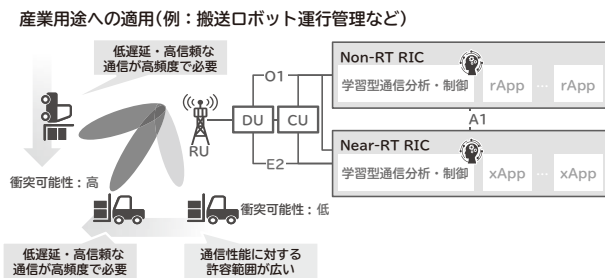 産業用途への適用(例：搬送ロボット運行管理など)
低遅延・高信頼な
通信が高頻度で必要
Non-RT RIC
学習型通信分析・制御
rApp
...
rApp
O1
A1
DU
CU
RU
E2
Near-RT RIC
学習型通信分析・制御
xApp
...
xApp
衝突可能性：高
衝突可能性：低
低遅延・高信頼な
通信が高頻度で必要
通信性能に対する
許容範囲が広い